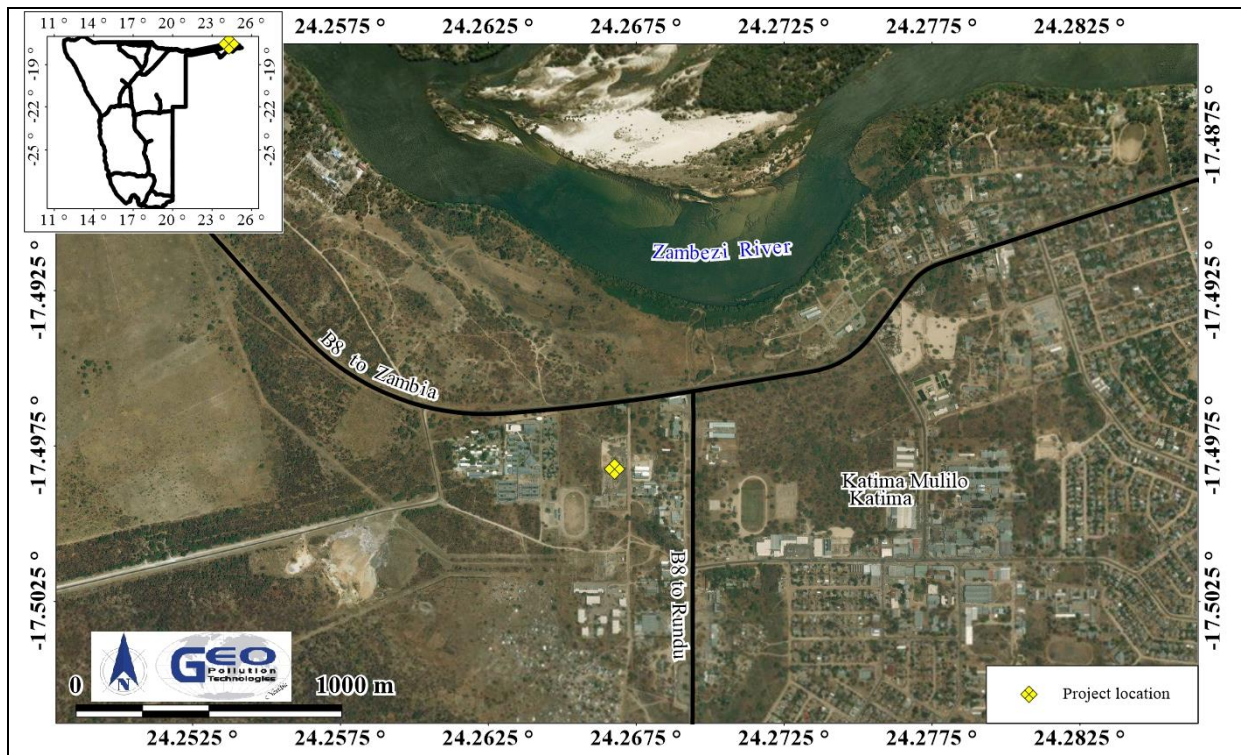 24.2575 ° 24.2625 ° 24.2675 ° 24.2725 ° 24.2775 ° 24.2825 °
11 ° 14 ° 17 ° 20 ° 23 ° 26 °
-19 ° -19 °
-22 ° -22 °
-25 ° -25 °
11 ° 14 ° 17 ° 20 ° 23 ° 26 °
-17.4875 °
Zambezi River
-17.4925 ° -17.4925 °
B8 to Zambia
-17.4975 ° -17.4975 °
Katima Mulilo
Katima
B8 to Rundu
-17.5025 ° -17.5025 °
N
GEO
Pollution
Technologies
0 1000 m
Project location
24.2525 ° 24.2575 ° 24.2625 ° 24.2675 ° 24.2725 ° 24.2775 ° 24.2825 °